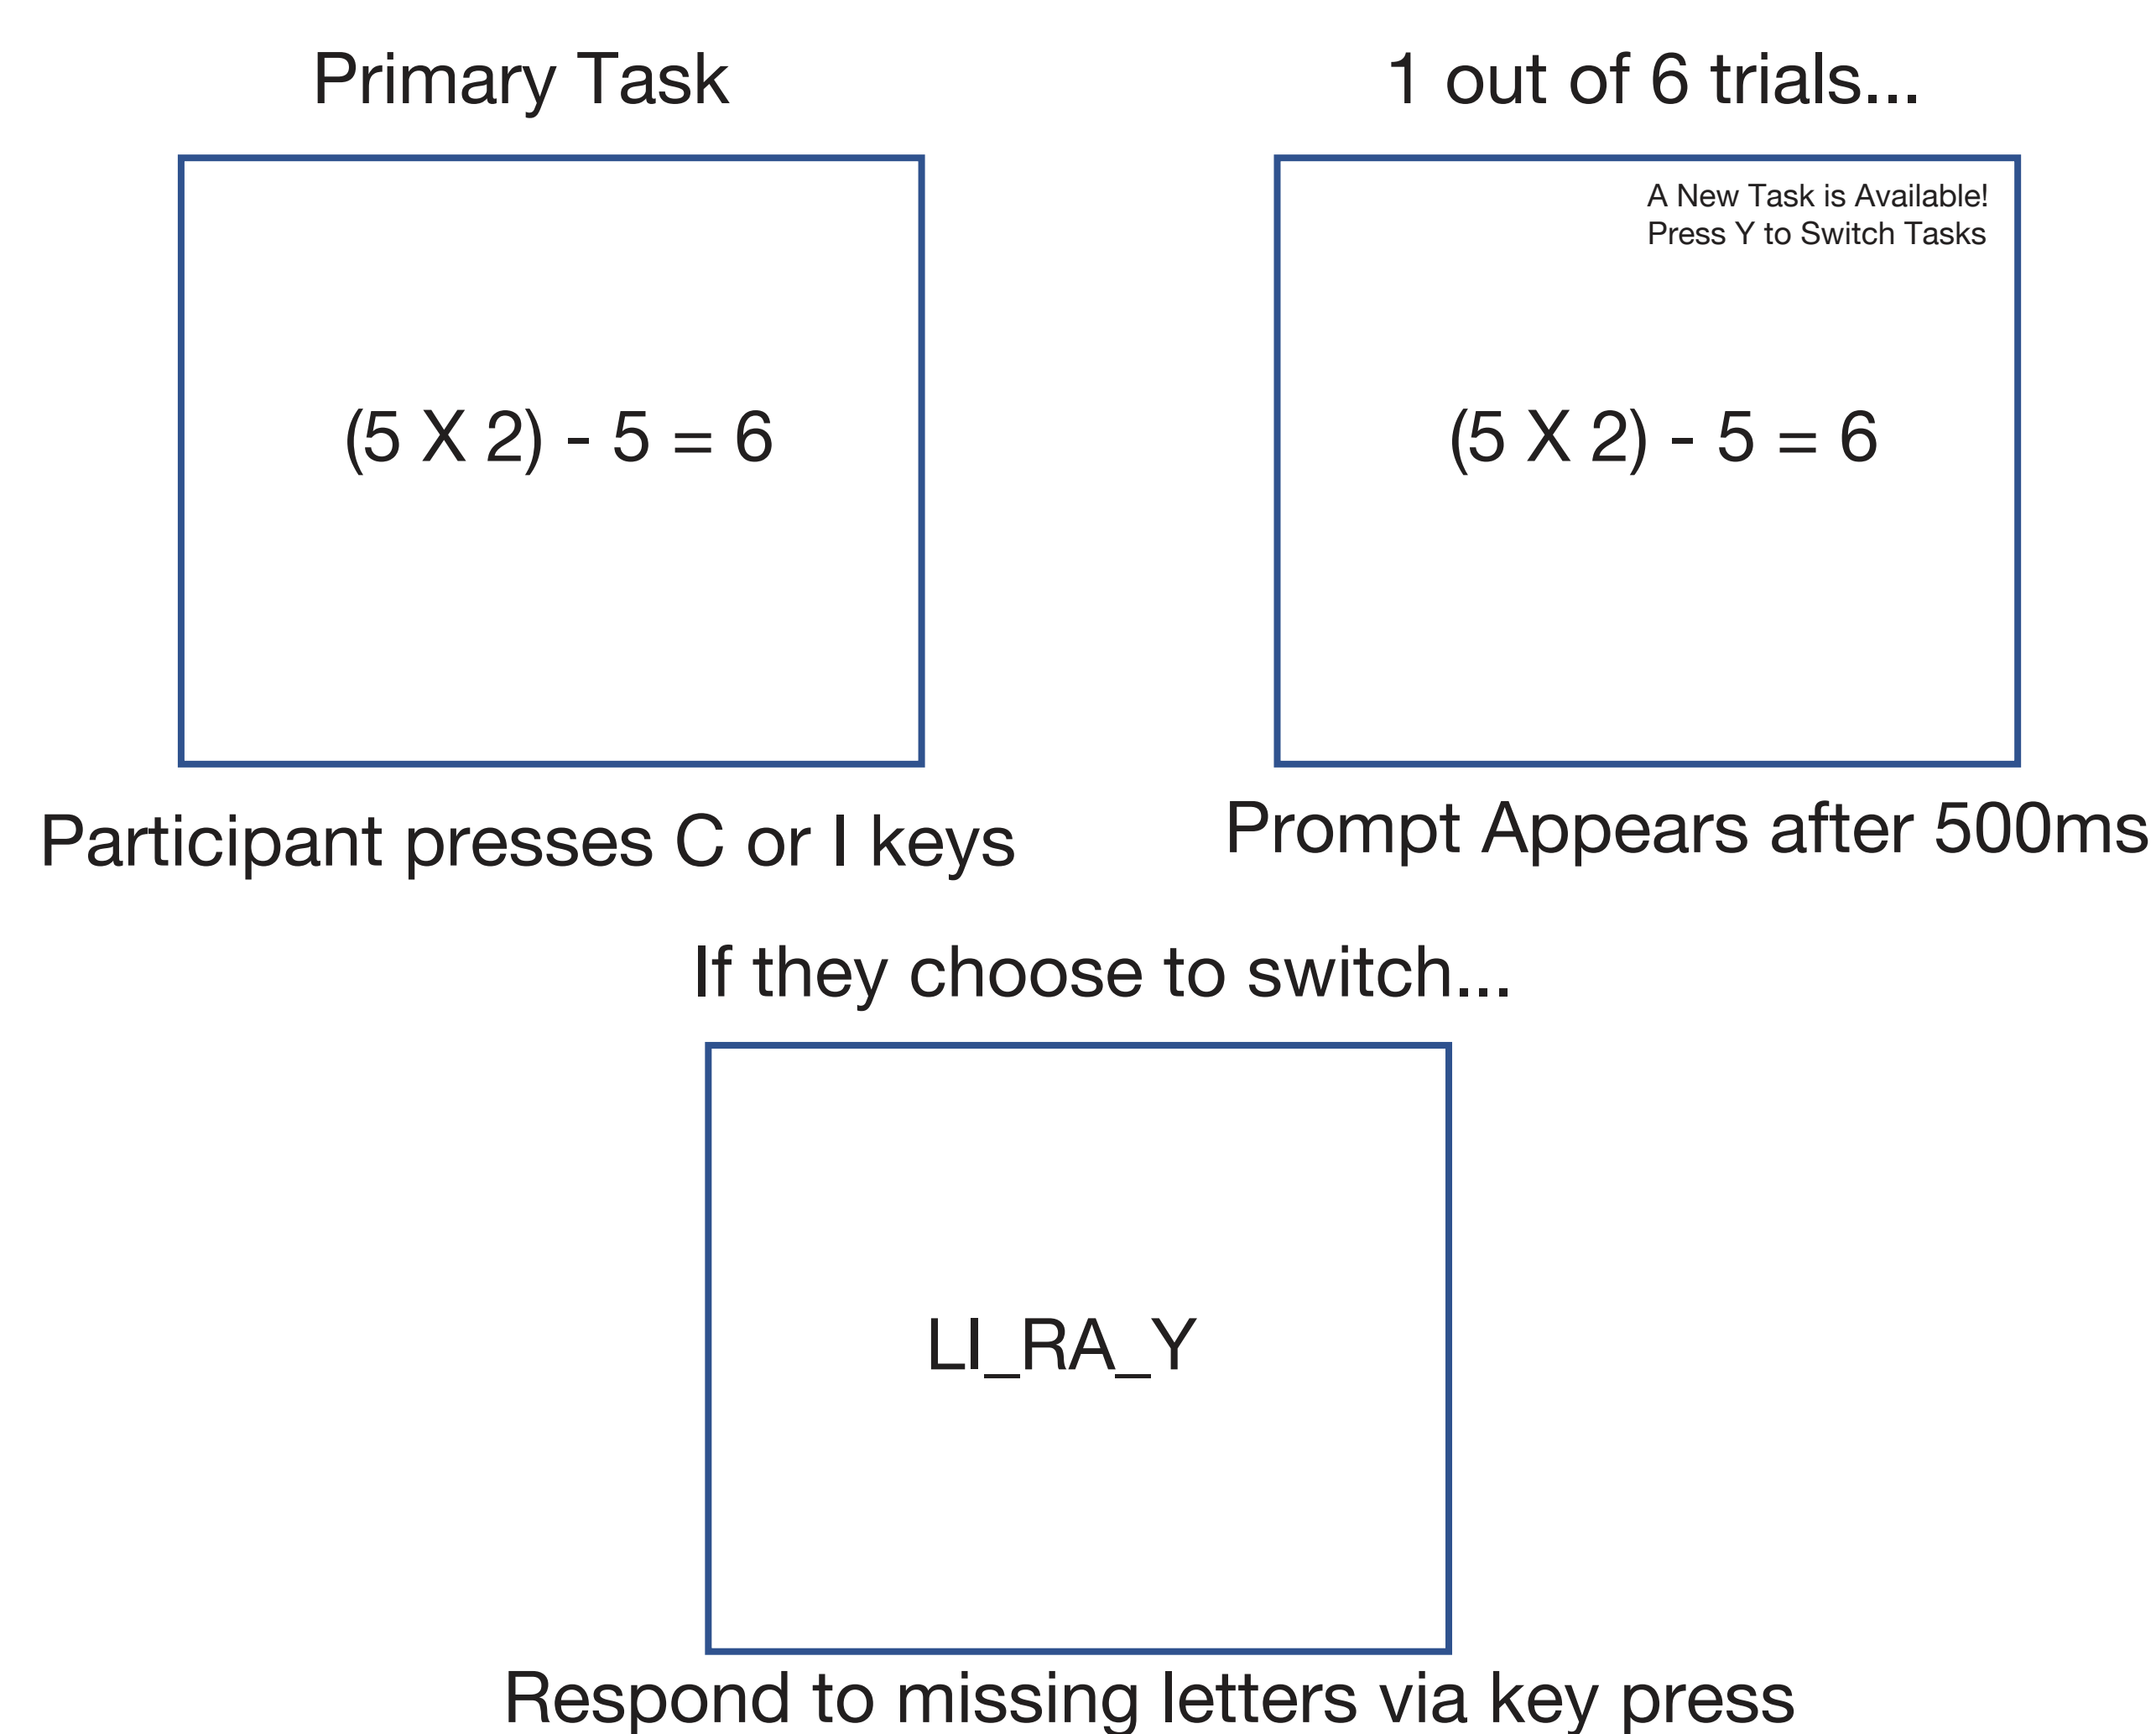 Primary Task
(5 X 2) - 5 = 6
Participant presses C or I keys
1 out of 6 trials...
A New Task is Available!
Press Y to Switch Tasks
(5 X 2) - 5 = 6
Prompt Appears after 500ms
If they choose to switch...
LI_RA_Y
Respond to missing letters via key press